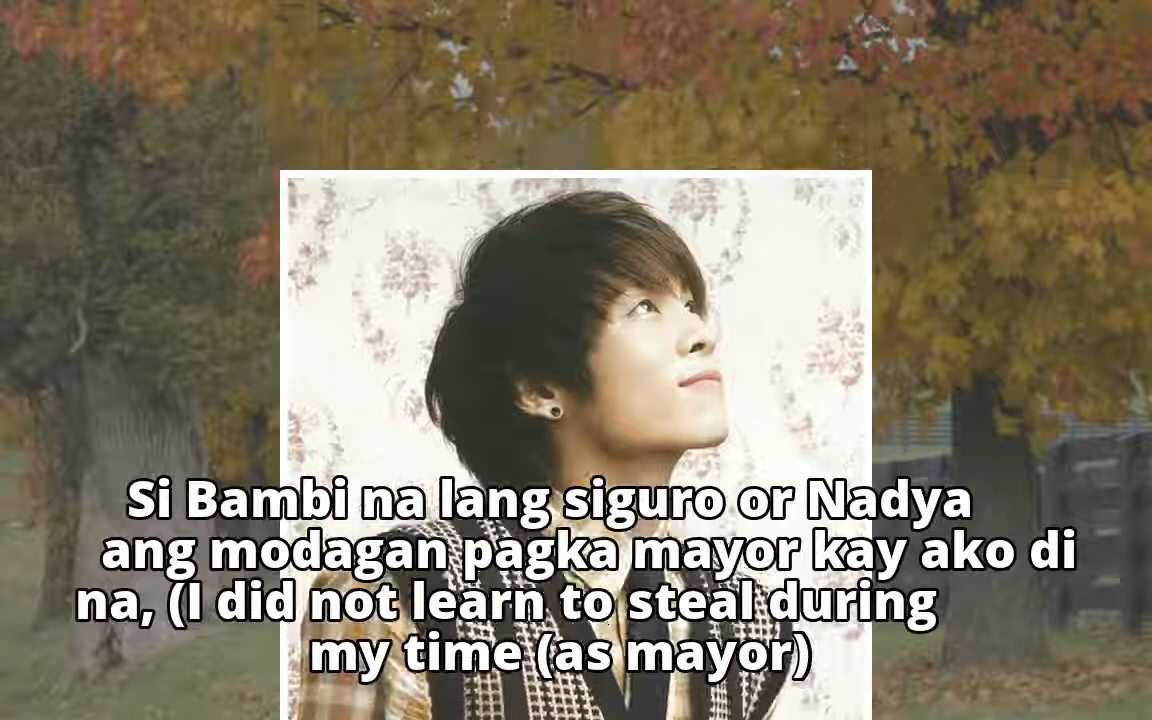 Si Bambi na lang siguro or Nadya
ang modagan pagka mayor kay ako di
na, (I did not learn to steal during
my time (as mayor)